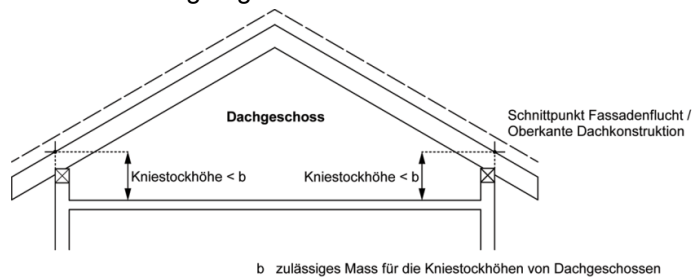 Dachgeschoss
Schnittpunkt Fassadenflucht /
Oberkante Dachkonstruktion
Kniestockhöhe < b
Kniestockhöhe < b
b zulässiges Mass für die Kniestockhöhen von Dachgeschossen